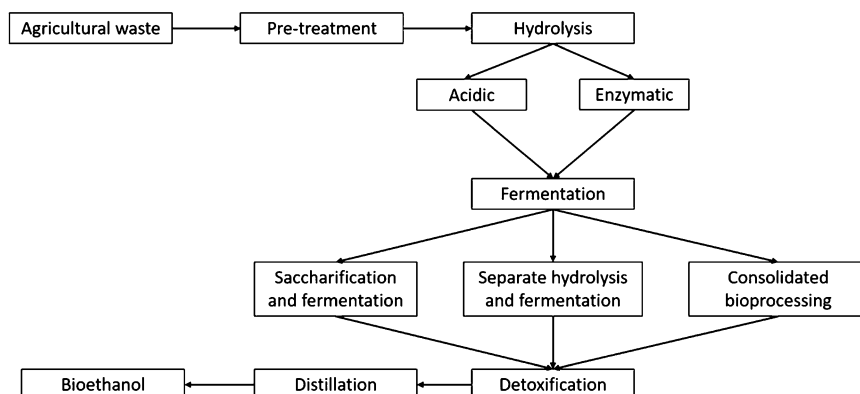 Agricultural waste
Pre-treatment
Hydrolysis
Acidic
Enzymatic
Fermentation
Saccharification
and fermentation
Separate hydrolysis
and fermentation
Consolidated
bioprocessing
Bioethanol
Distillation
Detoxification